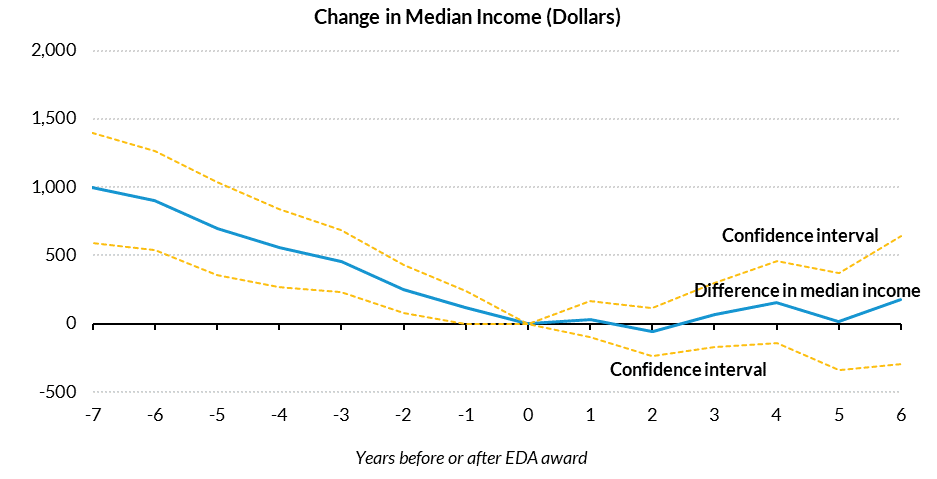 Change in Median Income (Dollars)
2,000
1,500
1,000
500
Confidence interval
Difference in median income
0
Confidence interval
-500
-7 -6 -5 -4 -3 -2 -1 0 1 2 3 4 5 6
Years before or after EDA award